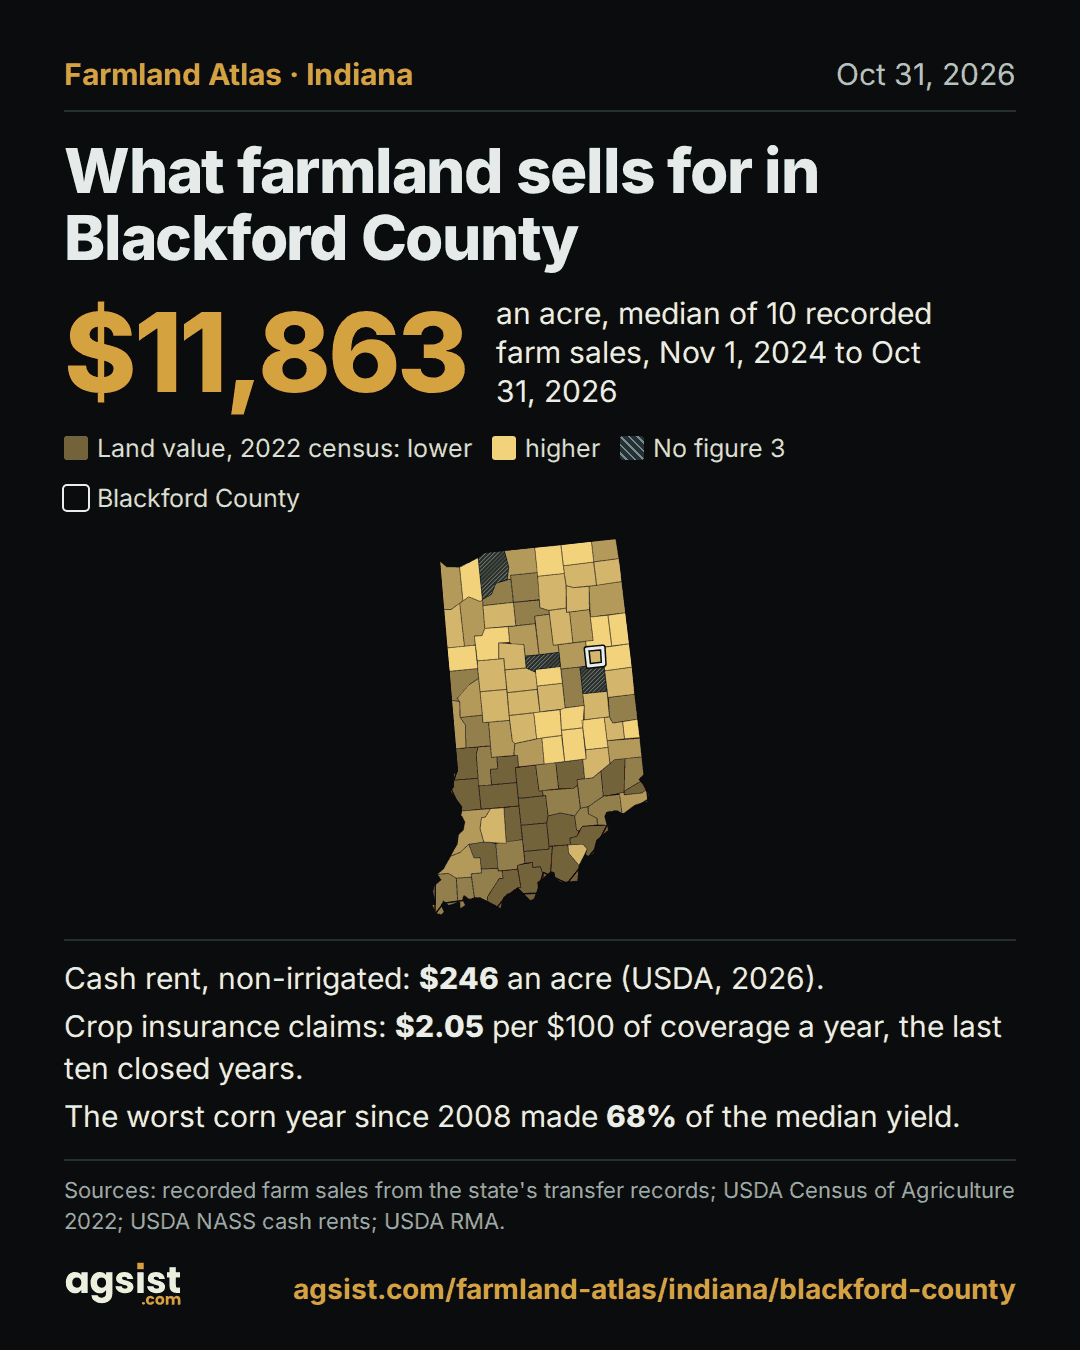 Farmland Atlas · Indiana
Oct 31, 2026
What farmland sells for in
Blackford County
$11,863
an acre, median of 10 recorded
farm sales, Nov 1, 2024 to Oct
31, 2026
Land value, 2022 census: lower
higher
No figure 3
Blackford County
Cash rent, non-irrigated: $246 an acre (USDA, 2026).
Crop insurance claims: $2.05 per $100 of coverage a year, the last
ten closed years.
The worst corn year since 2008 made 68% of the median yield.
Sources: recorded farm sales from the state's transfer records; USDA Census of Agriculture
2022; USDA NASS cash rents; USDA RMA.
agsist
.com
agsist.com/farmland-atlas/indiana/blackford-county